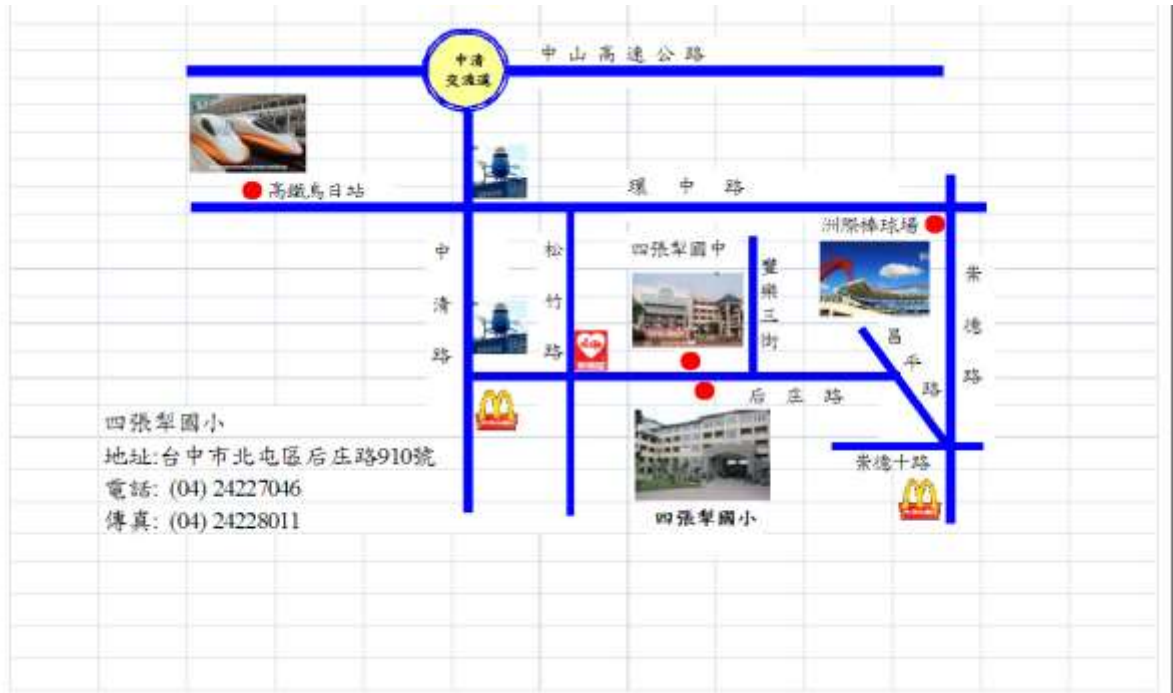 中山高速公路
中清
交流道
高鐵烏日站
環中路
洲際棒球場
中清路
松竹路
四張犁國中
豐樂三街
崇德路
昌平路
后庄路
四張犁國小
地址:台中市北屯區后庄路910號
電話: (04) 24227046
傳真: (04) 24228011
崇德十路
四張犁國小